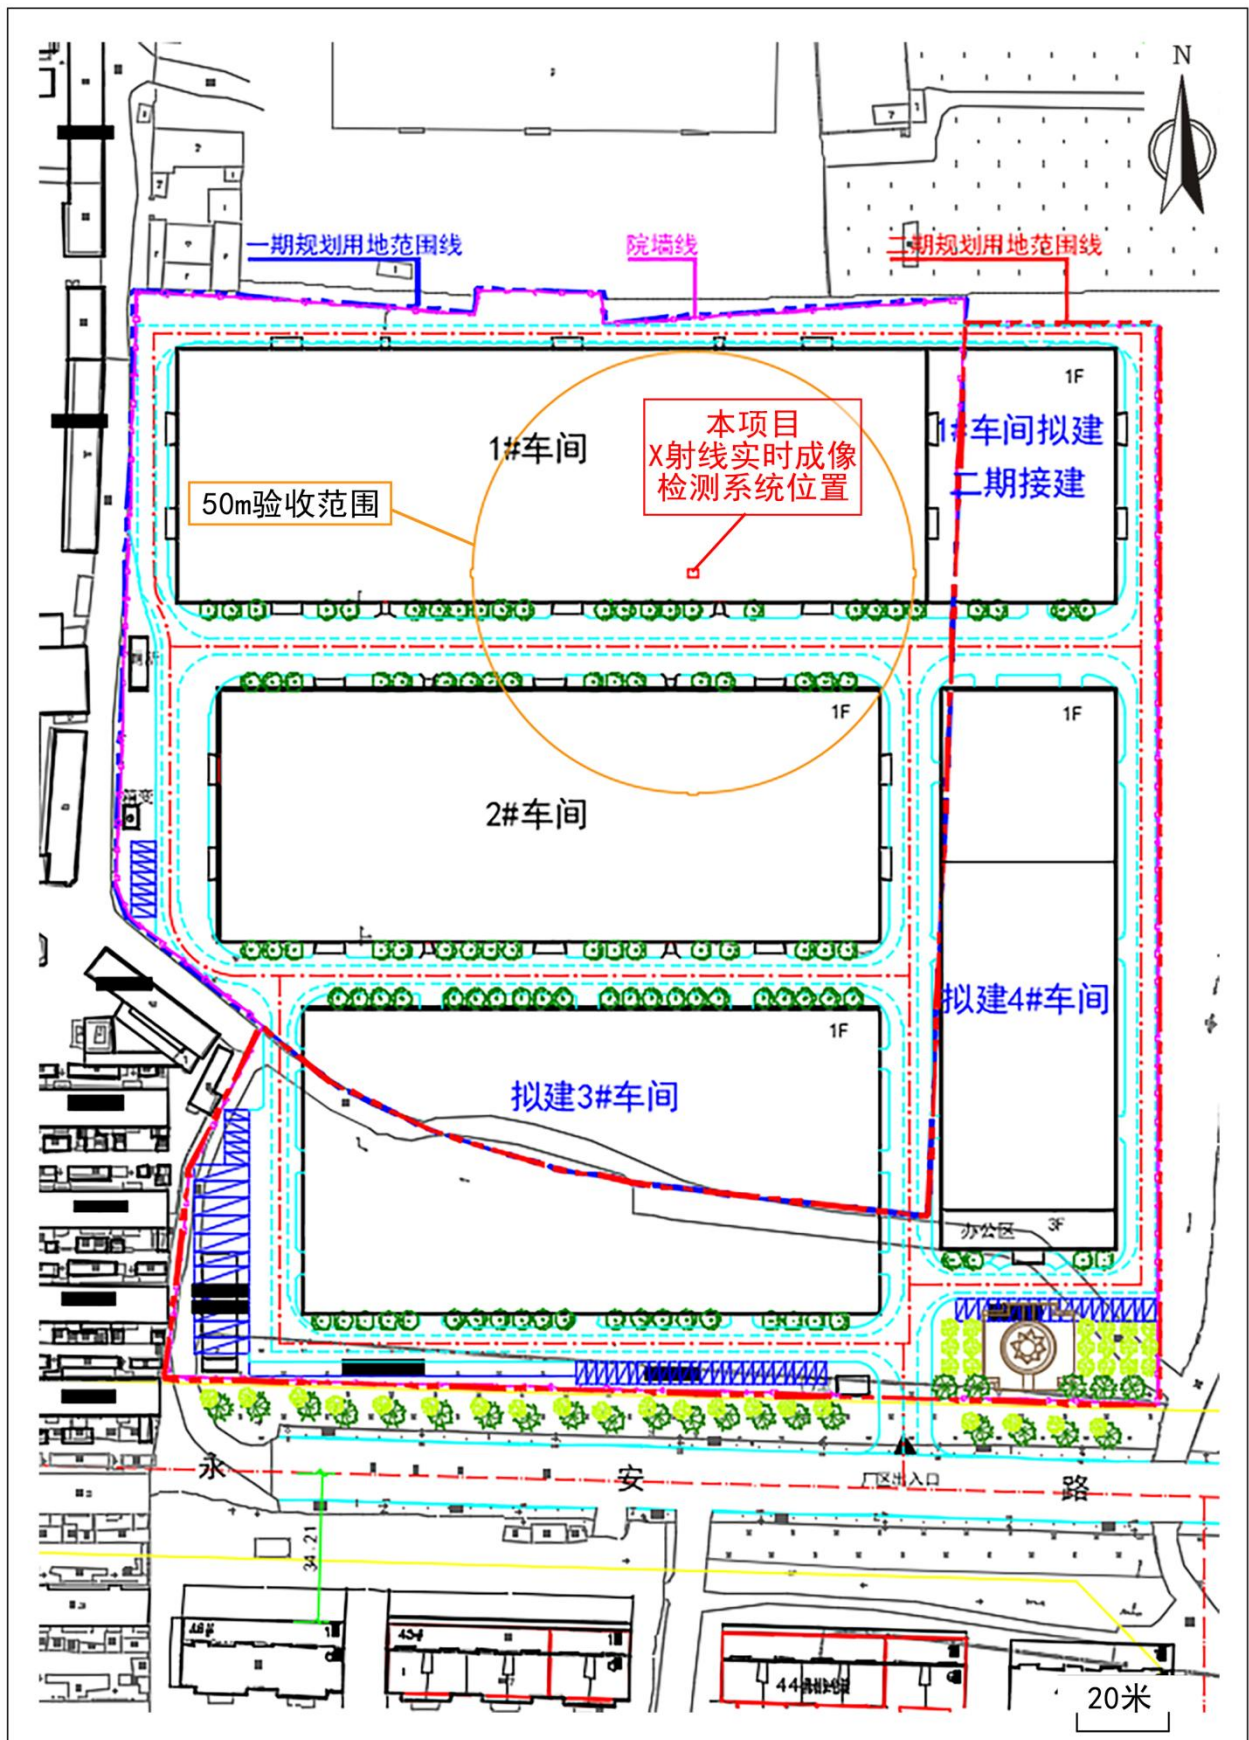 N
一期规划用地范围线
院墙线
二期规划用地范围线
1F
本项目
X射线实时成像
检测系统位置
1#车间
1#车间拟建
二期接建
50m验收范围
1F
1F
2#车间
箱变
1F
拟建4#车间
拟建3#车间
办公区
3F
永
安
路
厂区出入口
34.21
20米